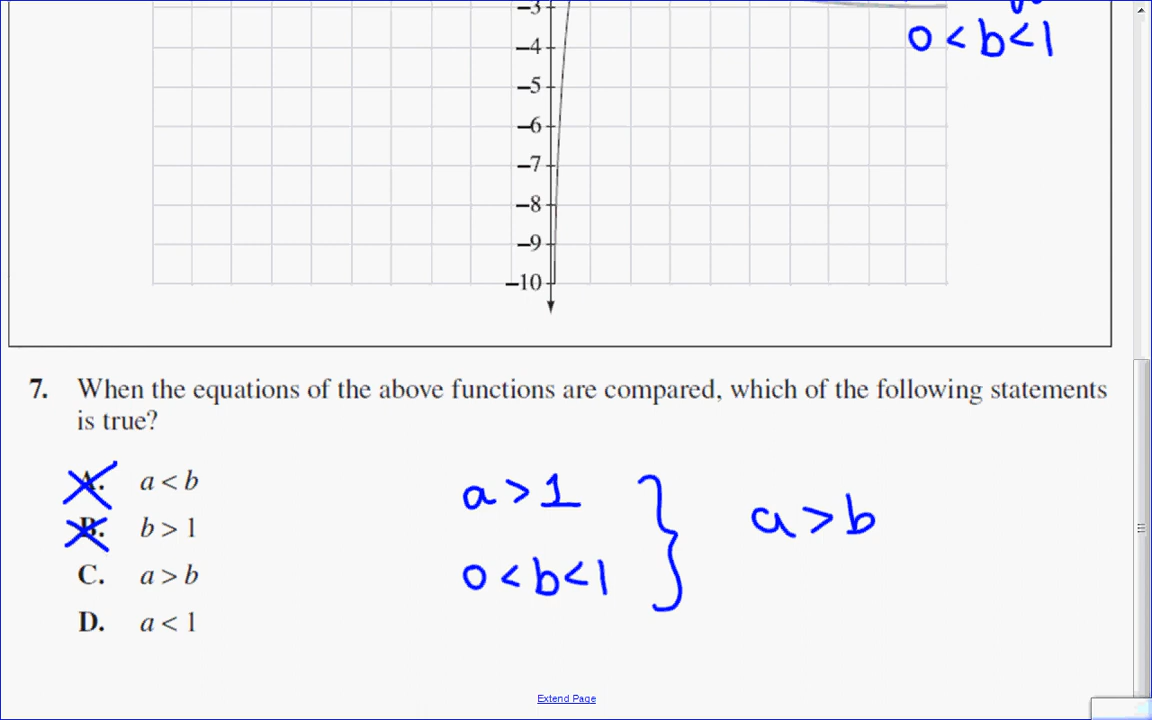 -3
0 < b < 1
-4
-5
-6
-7
-8
-9
-10
7. When the equations of the above functions are compared, which of the following statements
is true?
A. a < b
B. b > 1
C. a > b
D. a < 1
a > 1
0 < b < 1
a > b
Extend Page